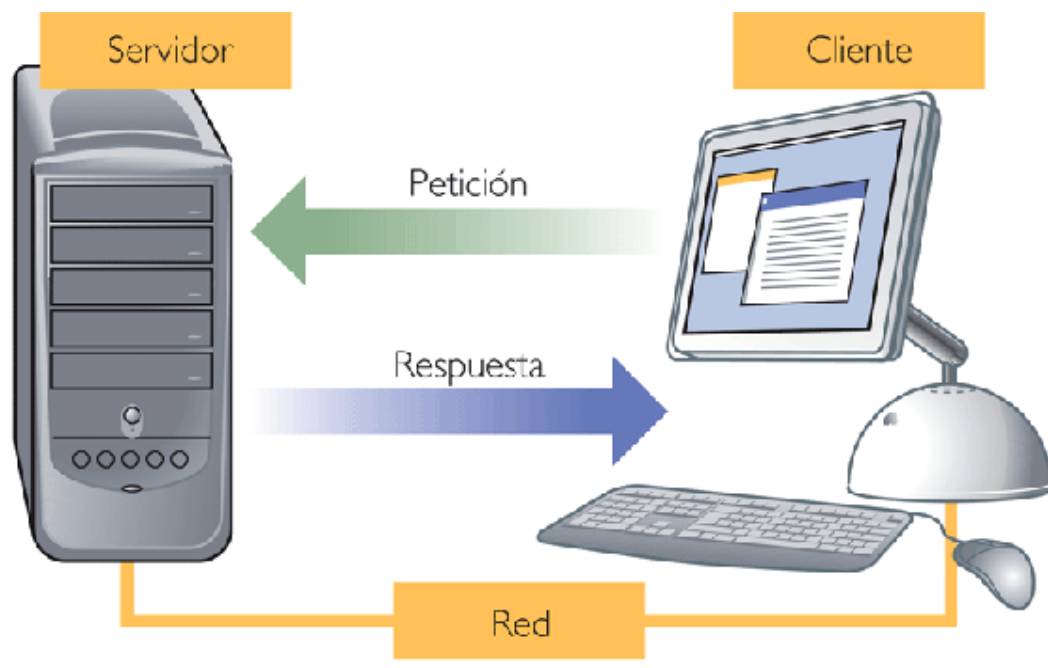 Servidor
Cliente
Petición
Respuesta
Red